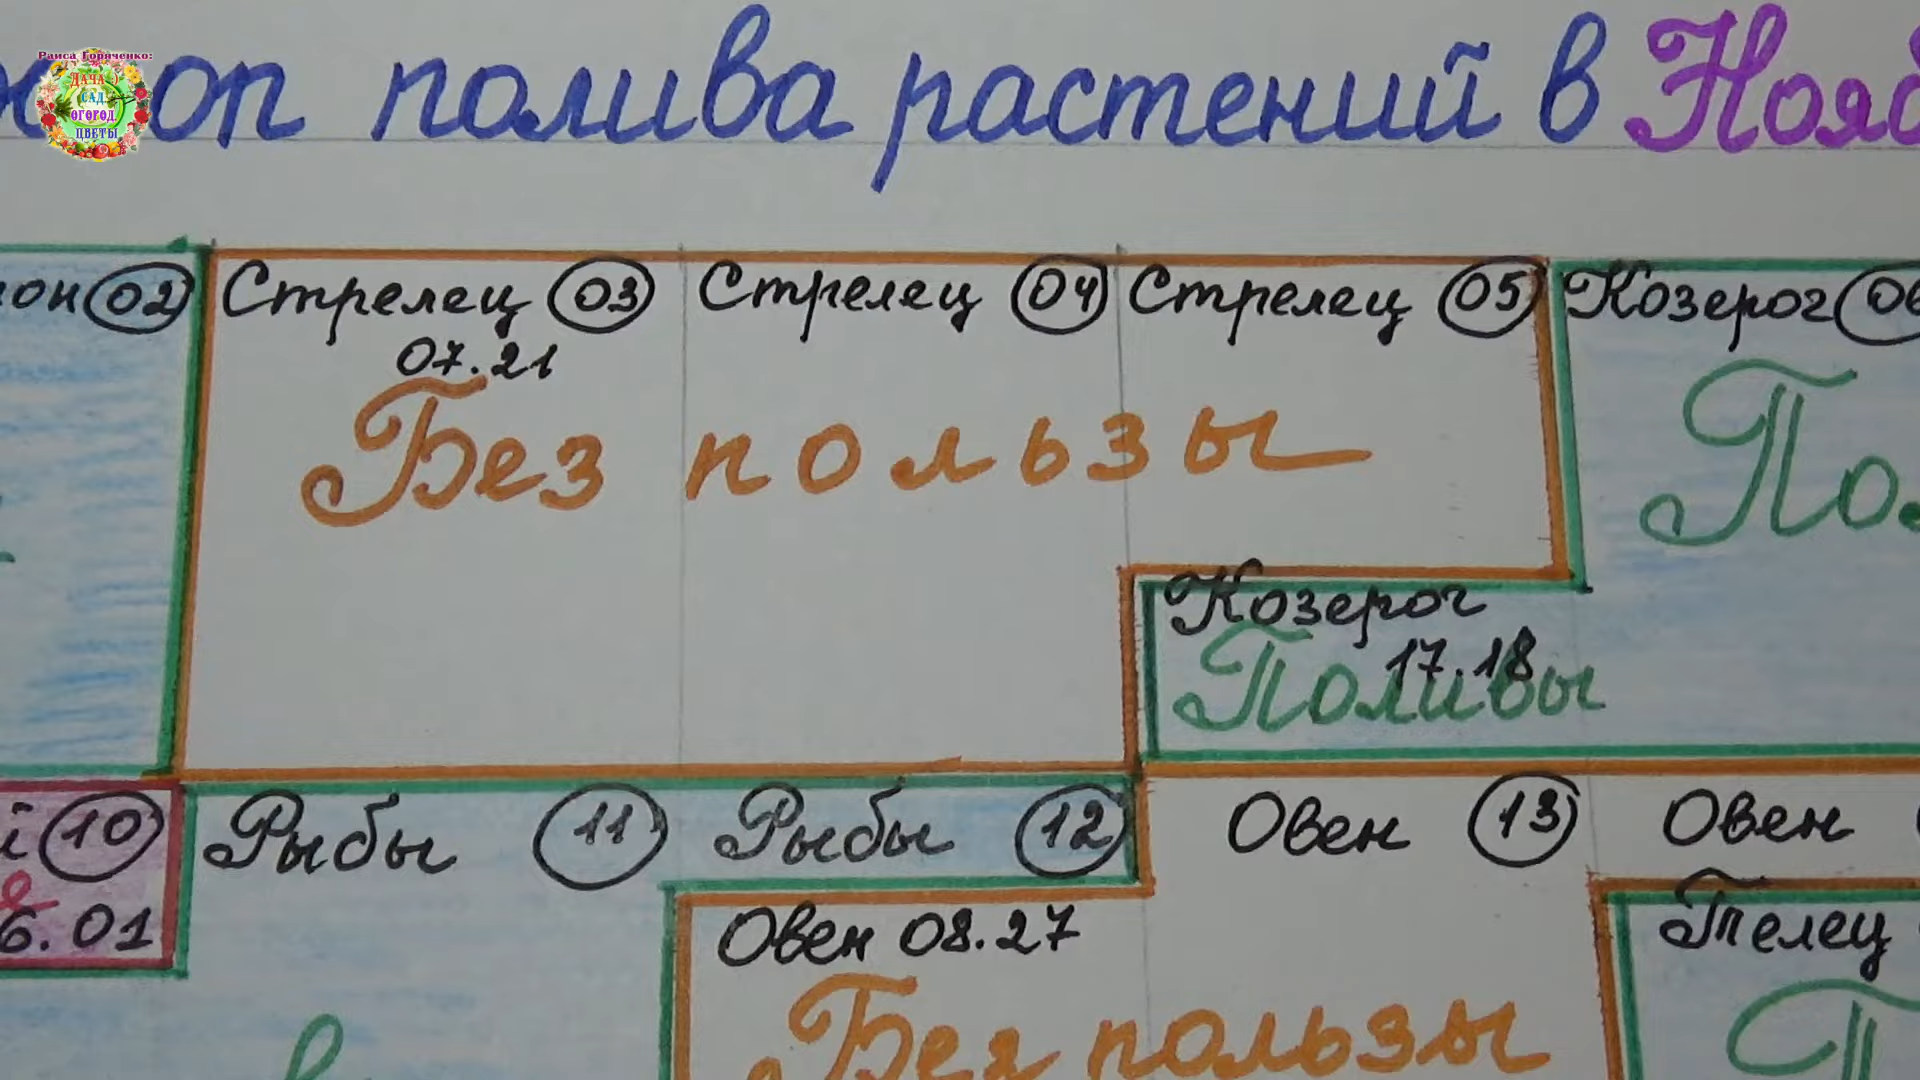 Раиса Горяченко:
ДАЧА
САД,
ОГОРОД,
ЦВЕТЫ
полива растений в
02 Стрелец 03 Стрелец 04 Стрелец 05 Козерог
07.21
Без пользы
Козерог
17.18
Поливы
10 Рыбы 11 Рыбы 12 Овен 13 Овен
6.01 Овен 08.27 Телец
Без пользы